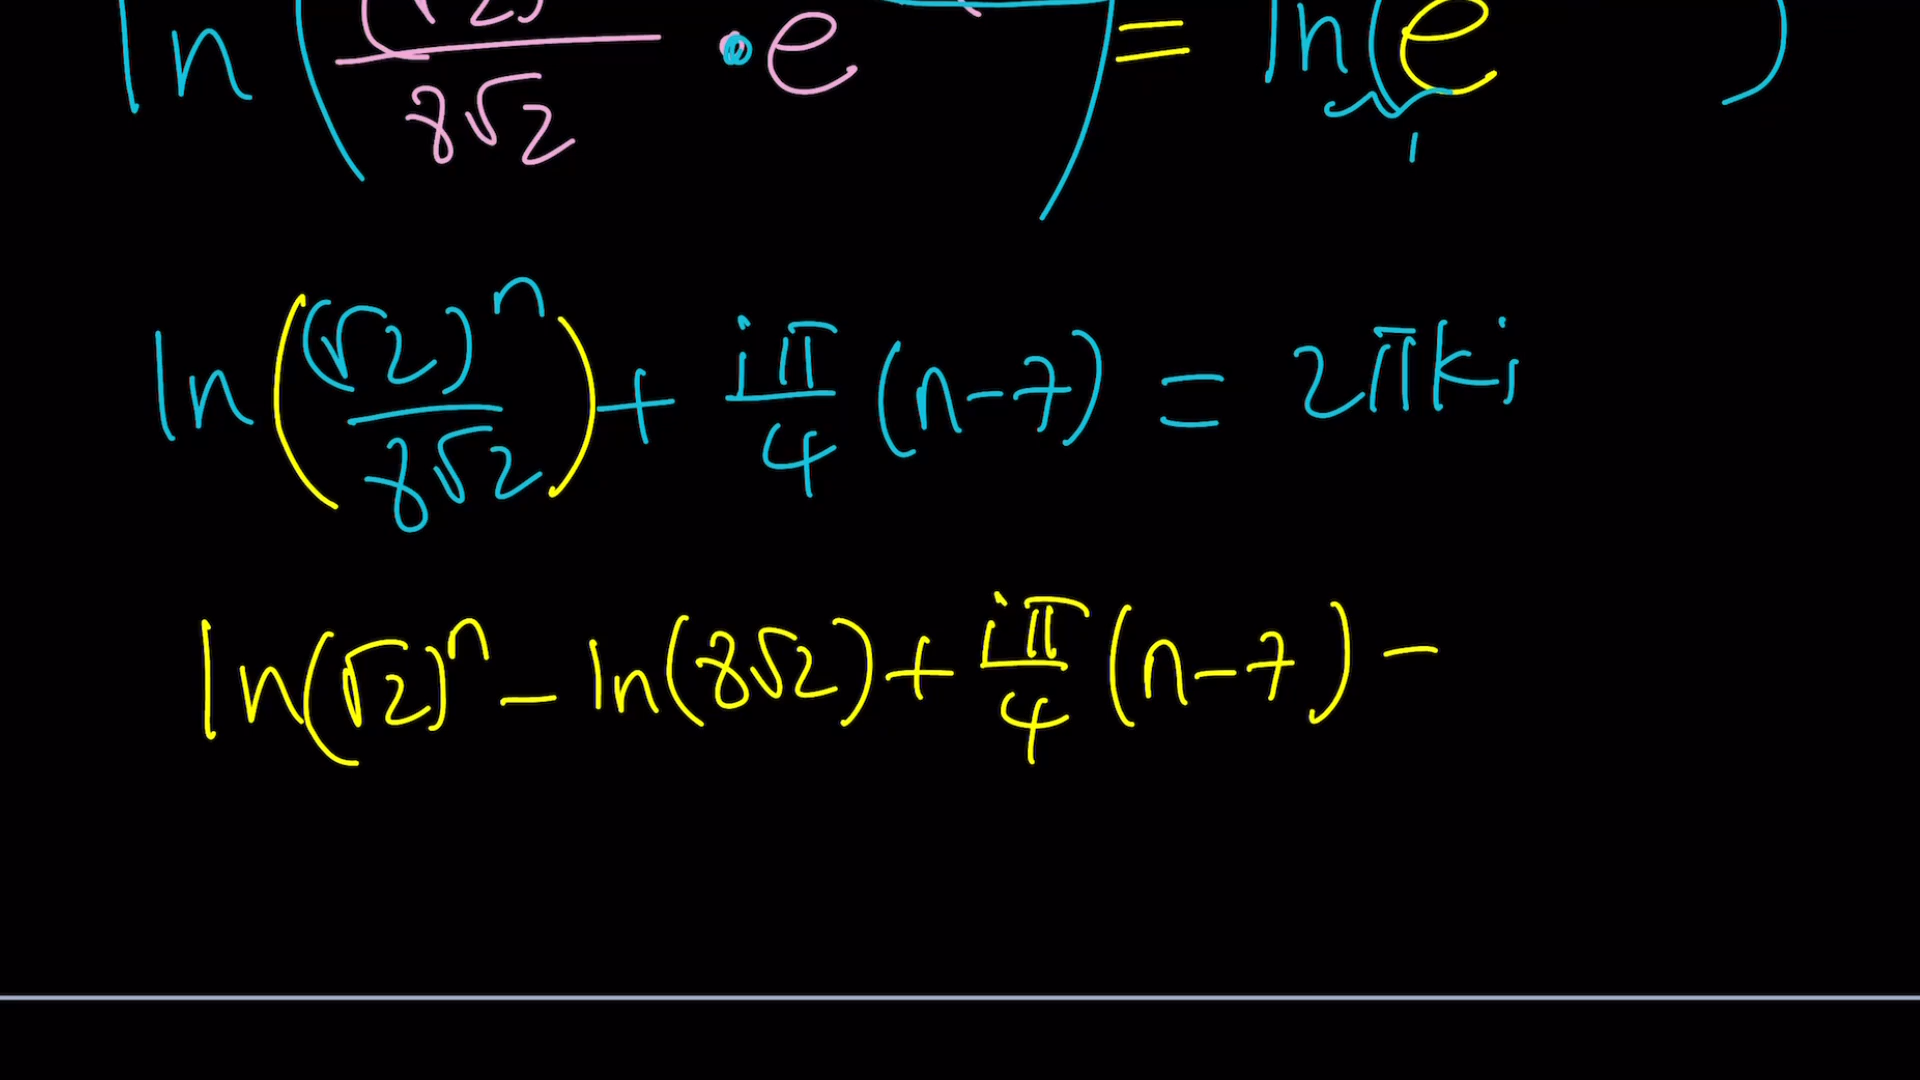 ln((√2) / 8√2 • e) = ln(e)
1
ln((√2)ⁿ / 8√2) + iπ/4 (n-7) = 2πki
ln(√2)ⁿ - ln(8√2) + iπ/4 (n-7) -